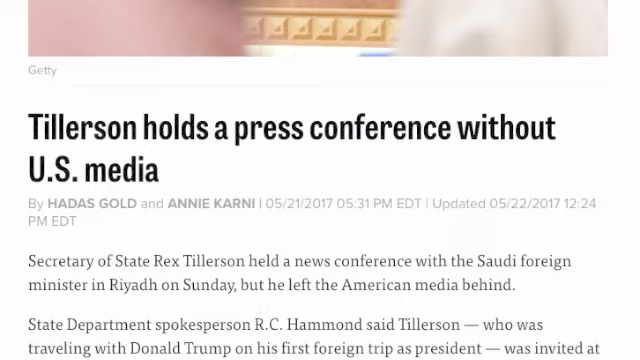 Getty
Tillerson holds a press conference without
U.S. media
By HADAS GOLD and ANNIE KARNI | 05/21/2017 05:31 PM EDT | Updated 05/22/2017 12:24
PM EDT
Secretary of State Rex Tillerson held a news conference with the Saudi foreign
minister in Riyadh on Sunday, but he left the American media behind.
State Department spokesperson R.C. Hammond said Tillerson — who was
traveling with Donald Trump on his first foreign trip as president — was invited at